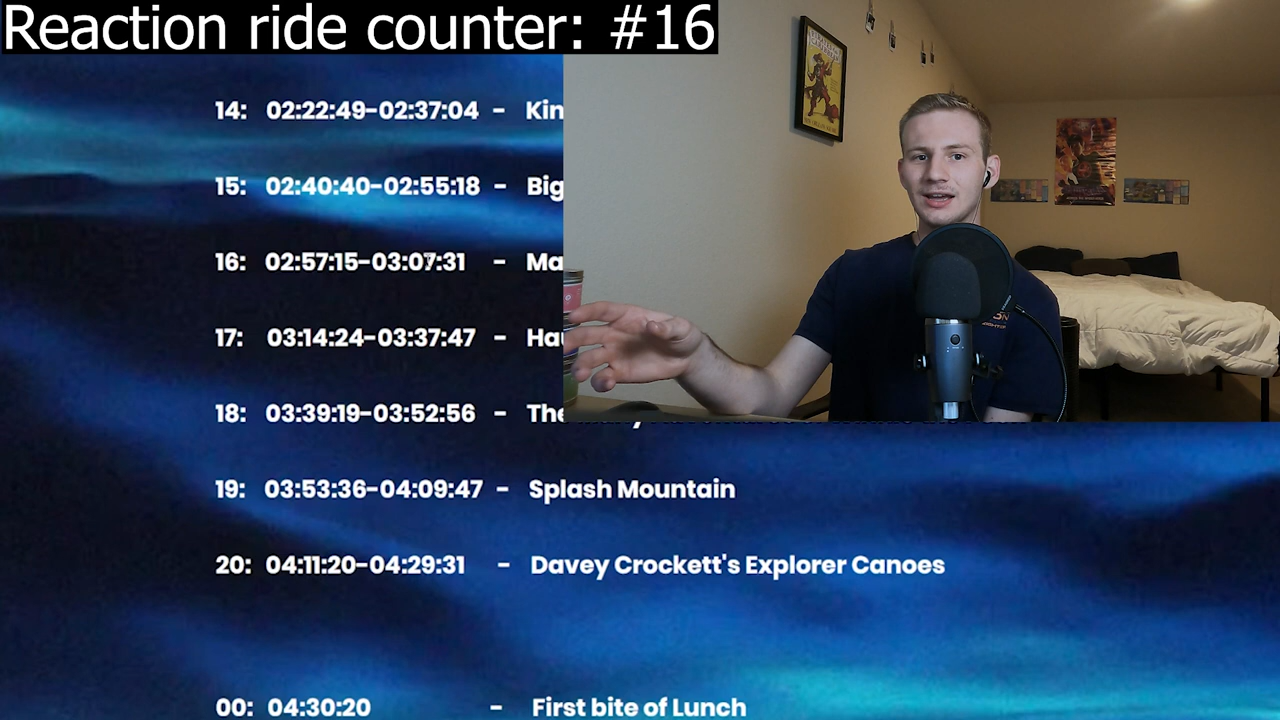 Reaction ride counter: #16
14: 02:22:49-02:37:04 - Kin
15: 02:40:40-02:55:18 - Big
16: 02:57:15-03:07:31 - Ma
17: 03:14:24-03:37:47 - Hau
18: 03:39:19-03:52:56 - The
19: 03:53:36-04:09:47 - Splash Mountain
20: 04:11:20-04:29:31 - Davey Crockett's Explorer Canoes
00: 04:30:20 - First bite of Lunch